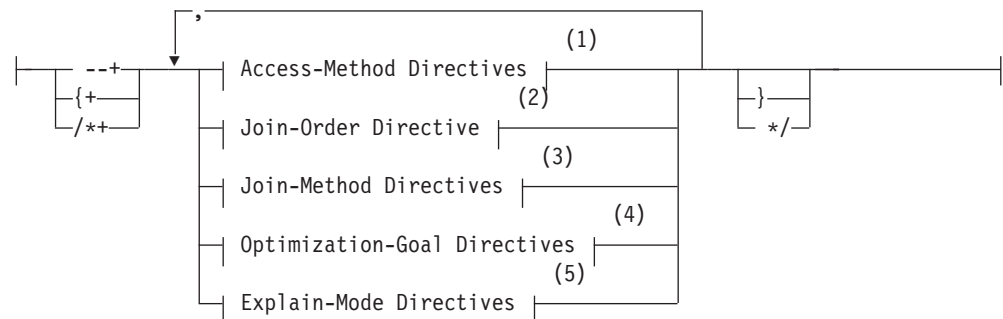 ,
(1)
--+ Access-Method Directives
{+ (2) }
/*+ Join-Order Directive */
(3)
Join-Method Directives
(4)
Optimization-Goal Directives
(5)
Explain-Mode Directives